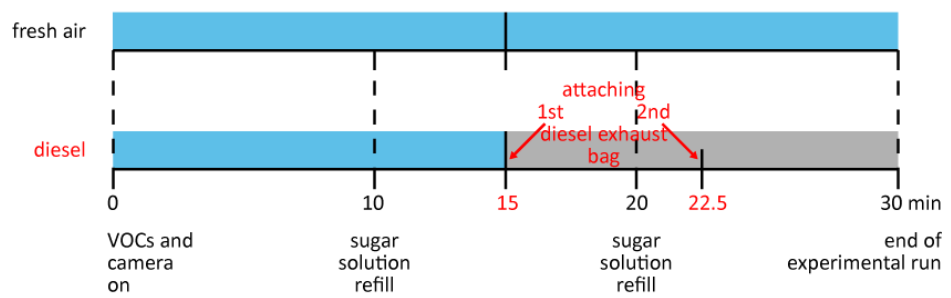 fresh air
attaching
1st 2nd
diesel exhaust
bag
diesel
0 10 15 20 22.5 30 min
VOCs and sugar sugar end of
camera solution solution experimental run
on refill refill